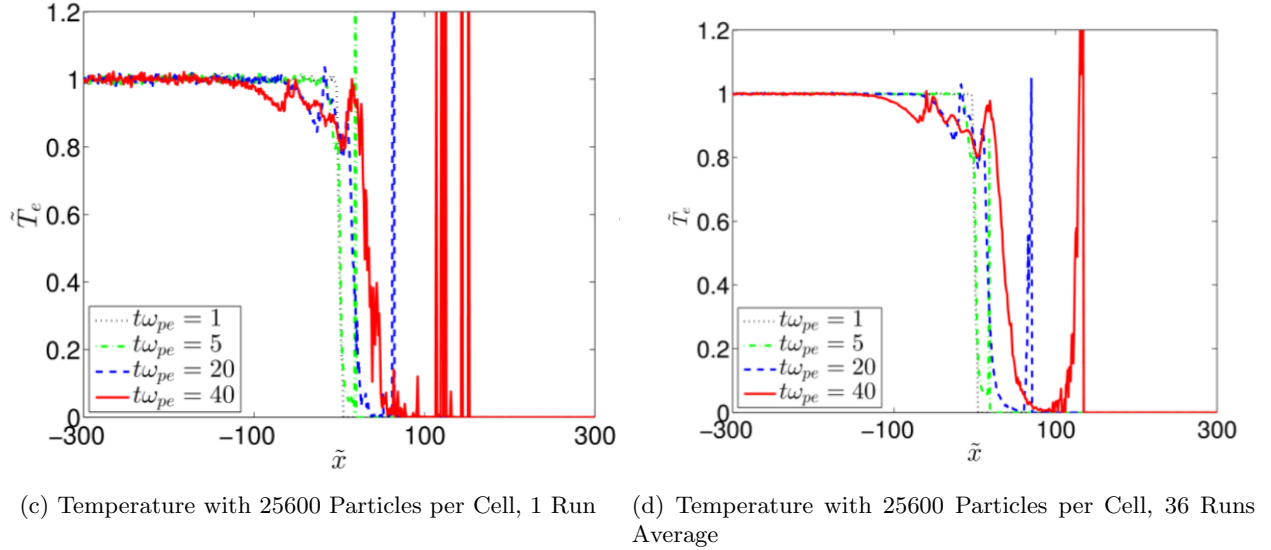 1.2
1
0.8
0.6
0.4
0.2
0
T̃e
tωpe = 1
tωpe = 5
tωpe = 20
tωpe = 40
−300
−100
100
300
x̃
1.2
1
0.8
0.6
0.4
0.2
0
T̃e
tωpe = 1
tωpe = 5
tωpe = 20
tωpe = 40
−300
−100
100
300
x̃
(c) Temperature with 25600 Particles per Cell, 1 Run
(d) Temperature with 25600 Particles per Cell, 36 Runs
Average